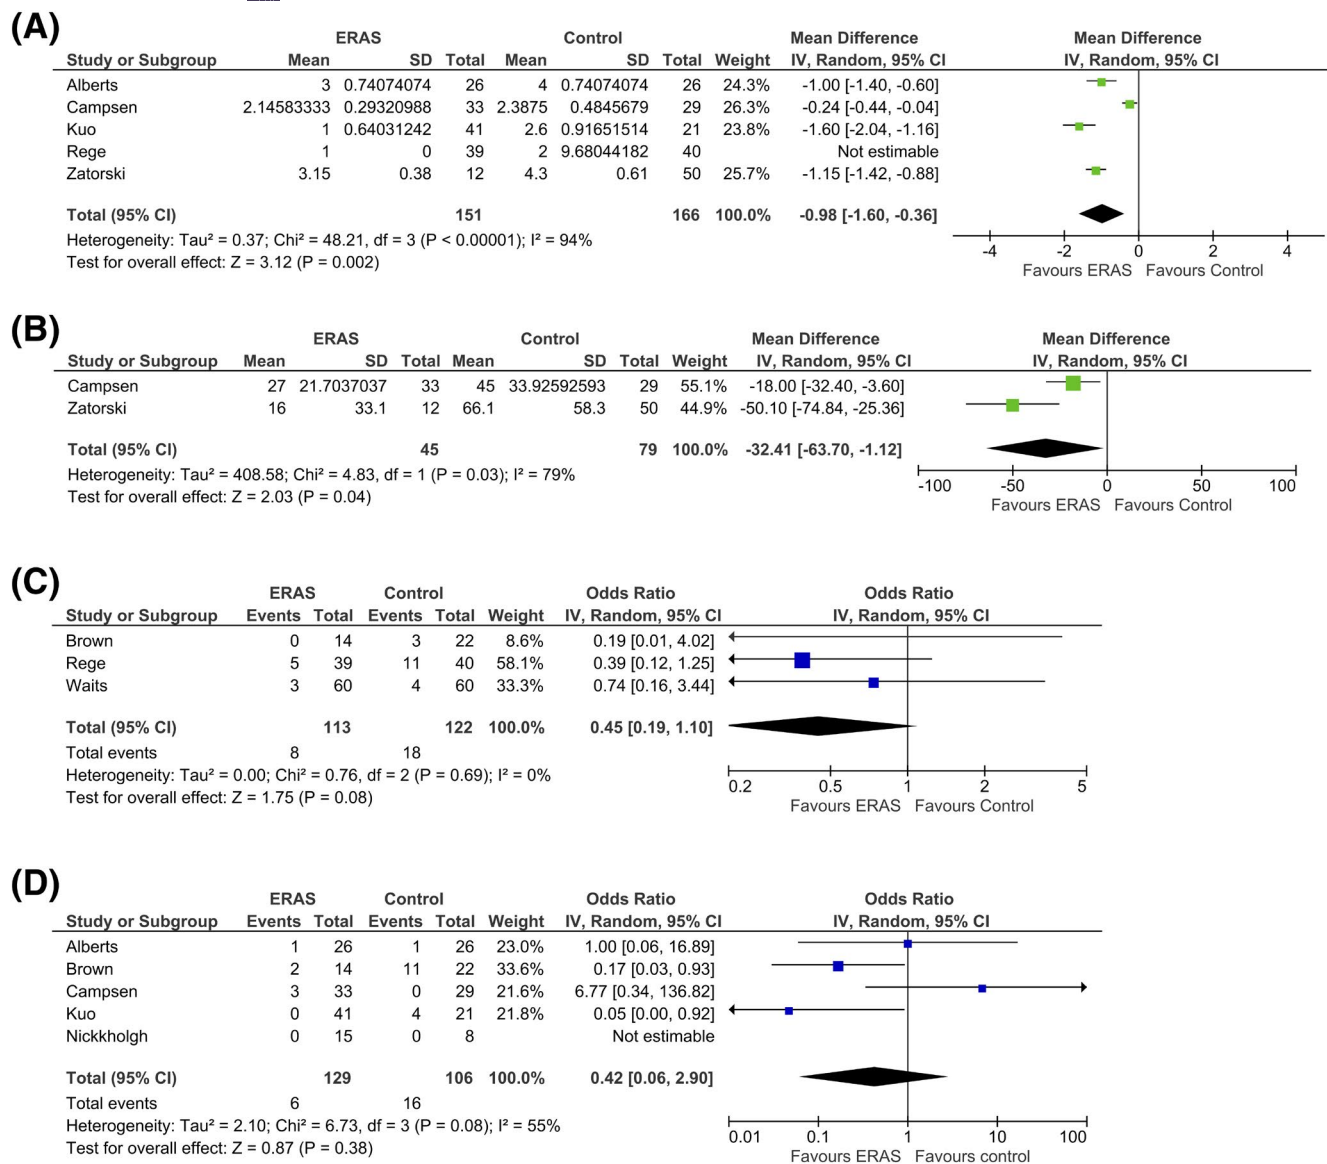 (A)
ERAS Control Mean Difference Mean Difference
Study or Subgroup Mean SD Total Mean SD Total Weight IV, Random, 95% CI IV, Random, 95% CI
Alberts 3 0.74074074 26 4 0.74074074 26 24.3% -1.00 [-1.40, -0.60]
Campsen 2.14583333 0.29320988 33 2.3875 0.4845679 29 26.3% -0.24 [-0.44, -0.04]
Kuo 1 0.64031242 41 2.6 0.91651514 21 23.8% -1.60 [-2.04, -1.16]
Rege 1 0 39 2 9.68044182 40 Not estimable
Zatorski 3.15 0.38 12 4.3 0.61 50 25.7% -1.15 [-1.42, -0.88]
Total (95% CI) 151 166 100.0% -0.98 [-1.60, -0.36]
Heterogeneity: Tau² = 0.37; Chi² = 48.21, df = 3 (P < 0.00001); I² = 94%
Test for overall effect: Z = 3.12 (P = 0.002)
-4 -2 0 2 4
Favours ERAS Favours Control
(B)
ERAS Control Mean Difference Mean Difference
Study or Subgroup Mean SD Total Mean SD Total Weight IV, Random, 95% CI IV, Random, 95% CI
Campsen 27 21.7037037 33 45 33.92592593 29 55.1% -18.00 [-32.40, -3.60]
Zatorski 16 33.1 12 66.1 58.3 50 44.9% -50.10 [-74.84, -25.36]
Total (95% CI) 45 79 100.0% -32.41 [-63.70, -1.12]
Heterogeneity: Tau² = 408.58; Chi² = 4.83, df = 1 (P = 0.03); I² = 79%
Test for overall effect: Z = 2.03 (P = 0.04)
-100 -50 0 50 100
Favours ERAS Favours Control
(C)
ERAS Control Odds Ratio Odds Ratio
Study or Subgroup Events Total Events Total Weight IV, Random, 95% CI IV, Random, 95% CI
Brown 0 14 3 22 8.6% 0.19 [0.01, 4.02]
Rege 5 39 11 40 58.1% 0.39 [0.12, 1.25]
Waits 3 60 4 60 33.3% 0.74 [0.16, 3.44]
Total (95% CI) 113 122 100.0% 0.45 [0.19, 1.10]
Total events 8 18
Heterogeneity: Tau² = 0.00; Chi² = 0.76, df = 2 (P = 0.69); I² = 0%
Test for overall effect: Z = 1.75 (P = 0.08)
0.2 0.5 1 2 5
Favours ERAS Favours Control
(D)
ERAS Control Odds Ratio Odds Ratio
Study or Subgroup Events Total Events Total Weight IV, Random, 95% CI IV, Random, 95% CI
Alberts 1 26 1 26 23.0% 1.00 [0.06, 16.89]
Brown 2 14 11 22 33.6% 0.17 [0.03, 0.93]
Campsen 3 33 0 29 21.6% 6.77 [0.34, 136.82]
Kuo 0 41 4 21 21.8% 0.05 [0.00, 0.92]
Nickkholgh 0 15 0 8 Not estimable
Total (95% CI) 129 106 100.0% 0.42 [0.06, 2.90]
Total events 6 16
Heterogeneity: Tau² = 2.10; Chi² = 6.73, df = 3 (P = 0.08); I² = 55%
Test for overall effect: Z = 0.87 (P = 0.38)
0.01 0.1 1 10 100
Favours ERAS Favours control